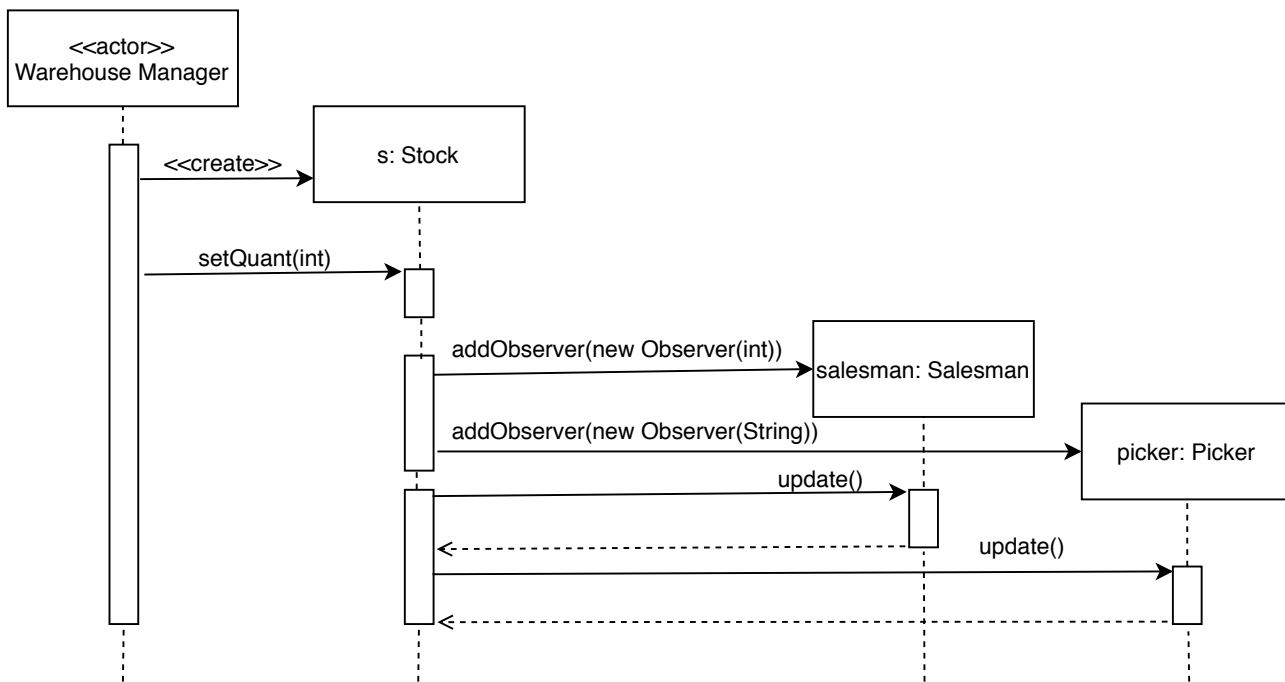 <<actor>>
Warehouse Manager
<<create>>
s: Stock
setQuant(int)
addObserver(new Observer(int))
salesman: Salesman
addObserver(new Observer(String))
picker: Picker
update()
update()